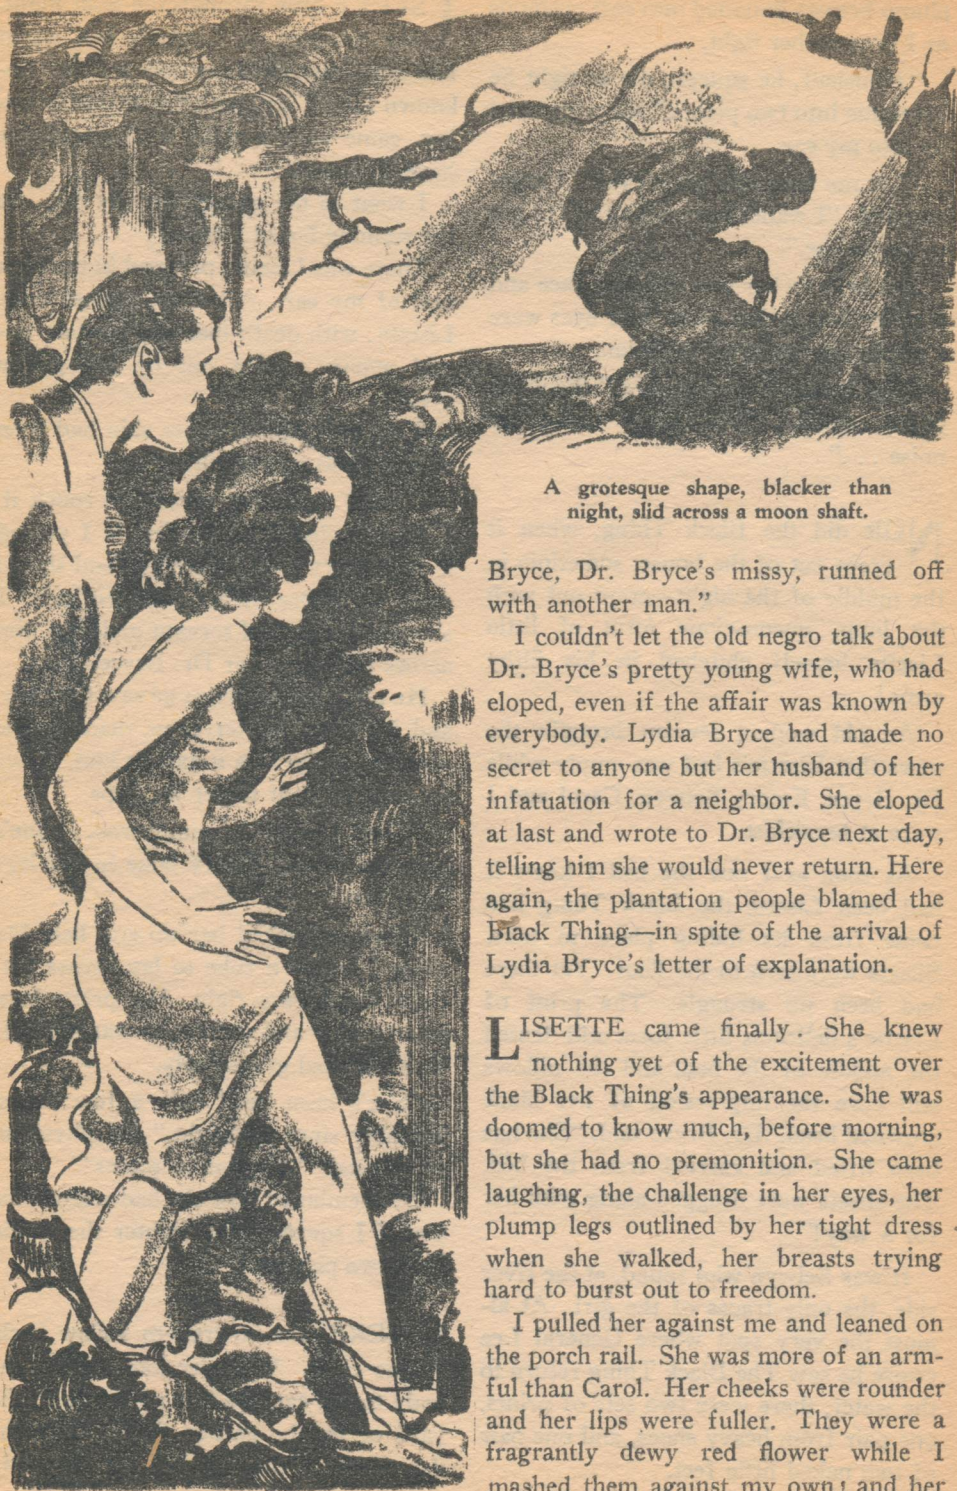 A grotesque shape, blacker than
night, slid across a moon shaft.
Bryce, Dr. Bryce's missy, runned off
with another man."
I couldn't let the old negro talk about
Dr. Bryce's pretty young wife, who had
eloped, even if the affair was known by
everybody. Lydia Bryce had made no
secret to anyone but her husband of her
infatuation for a neighbor. She eloped
at last and wrote to Dr. Bryce next day,
telling him she would never return. Here
again, the plantation people blamed the
Black Thing—in spite of the arrival of
Lydia Bryce's letter of explanation.
LISETTE came finally. She knew
nothing yet of the excitement over
the Black Thing's appearance. She was
doomed to know much, before morning,
but she had no premonition. She came
laughing, the challenge in her eyes, her
plump legs outlined by her tight dress
when she walked, her breasts trying
hard to burst out to freedom.
I pulled her against me and leaned on
the porch rail. She was more of an arm-
ful than Carol. Her cheeks were rounder
and her lips were fuller. They were a
fragrantly dewy red flower while I
mashed them against my own; and her